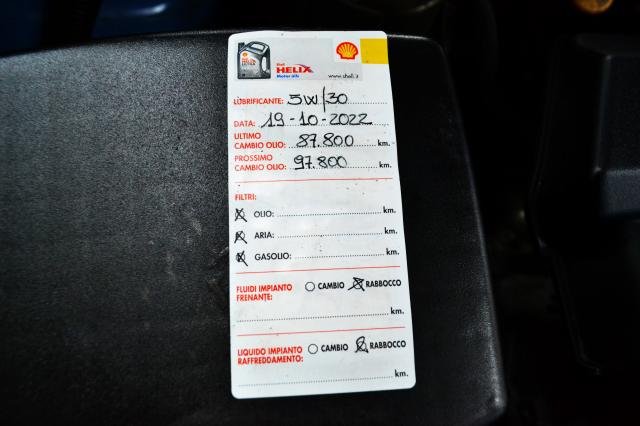 Shell
HELIX
Motor Oils
www.shell.it
LUBRIFICANTE: 5W/30
DATA: 19-10-2022
ULTIMO
CAMBIO OLIO: 87.800 km.
PROSSIMO
CAMBIO OLIO: 97.800 km.
FILTRI:
OLIO: km.
ARIA: km.
GASOLIO: km.
FLUIDI IMPIANTO
FRENANTE: CAMBIO RABBOCCO
km.
LIQUIDO IMPIANTO
RAFFREDDAMENTO: CAMBIO RABBOCCO
km.